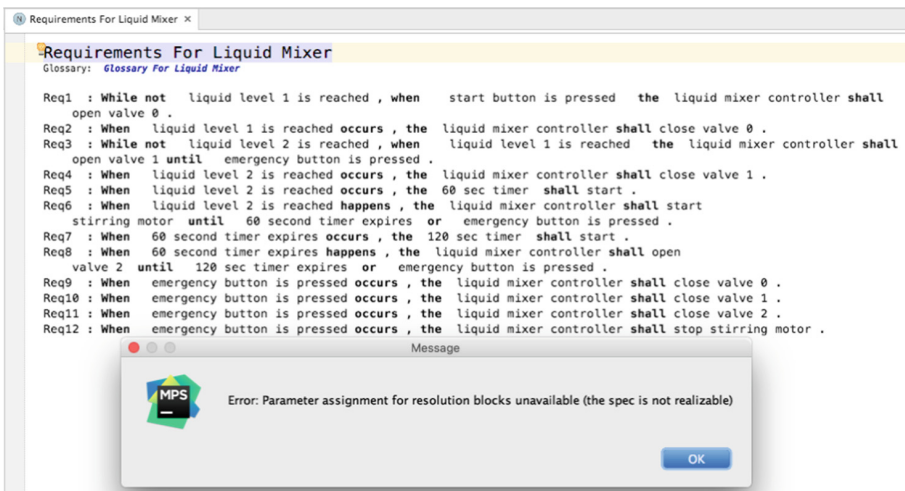 Requirements For Liquid Mixer ×
Requirements For Liquid Mixer
Glossary: Glossary For Liquid Mixer
Req1 : While not liquid level 1 is reached , when start button is pressed the liquid mixer controller shall
open valve 0 .
Req2 : When liquid level 1 is reached occurs , the liquid mixer controller shall close valve 0 .
Req3 : While not liquid level 2 is reached , when liquid level 1 is reached the liquid mixer controller shall
open valve 1 until emergency button is pressed .
Req4 : When liquid level 2 is reached occurs , the liquid mixer controller shall close valve 1 .
Req5 : When liquid level 2 is reached occurs , the 60 sec timer shall start .
Req6 : When liquid level 2 is reached happens , the liquid mixer controller shall start
stirring motor until 60 second timer expires or emergency button is pressed .
Req7 : When 60 second timer expires occurs , the 120 sec timer shall start .
Req8 : When 60 second timer expires happens , the liquid mixer controller shall open
valve 2 until 120 sec timer expires or emergency button is pressed .
Req9 : When emergency button is pressed occurs , the liquid mixer controller shall close valve 0 .
Req10 : When emergency button is pressed occurs , the liquid mixer controller shall close valve 1 .
Req11 : When emergency button is pressed occurs , the liquid mixer controller shall close valve 2 .
Req12 : When emergency button is pressed occurs , the liquid mixer controller shall stop stirring motor .
Message
MPS
Error: Parameter assignment for resolution blocks unavailable (the spec is not realizable)
OK